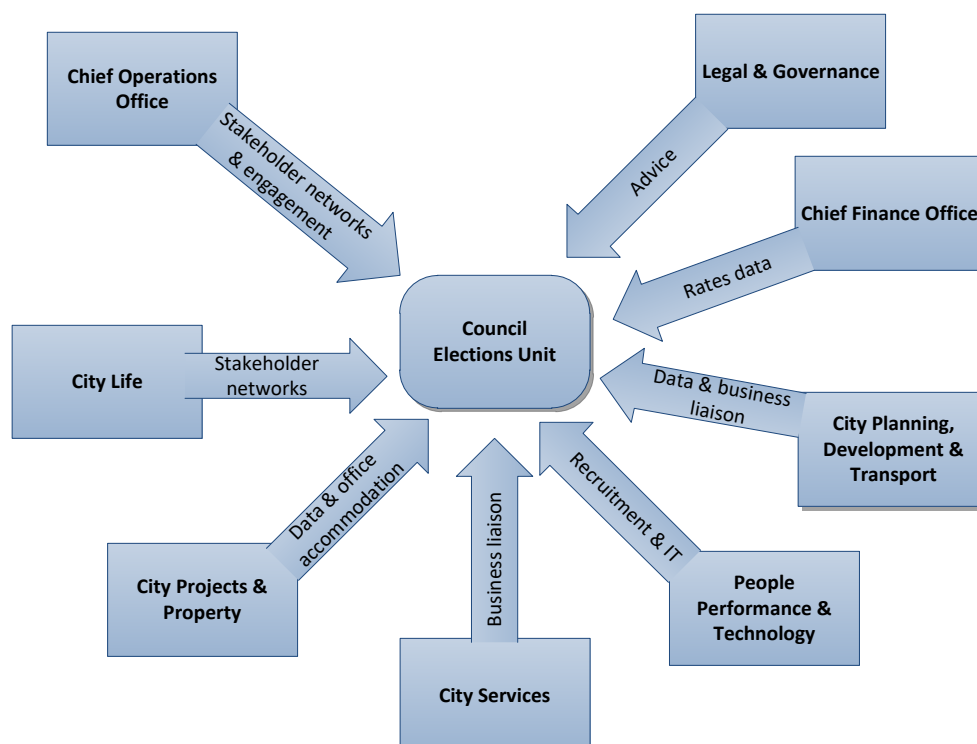 Chief Operations
Office
Stakeholder networks
& engagement
Legal & Governance
Advice
Chief Finance Office
Rates data
Council
Elections Unit
City Life
Stakeholder
networks
Data & business
liaison
City Planning,
Development &
Transport
Data & office
accommodation
City Projects &
Property
Business liaison
City Services
Recruitment & IT
People
Performance &
Technology